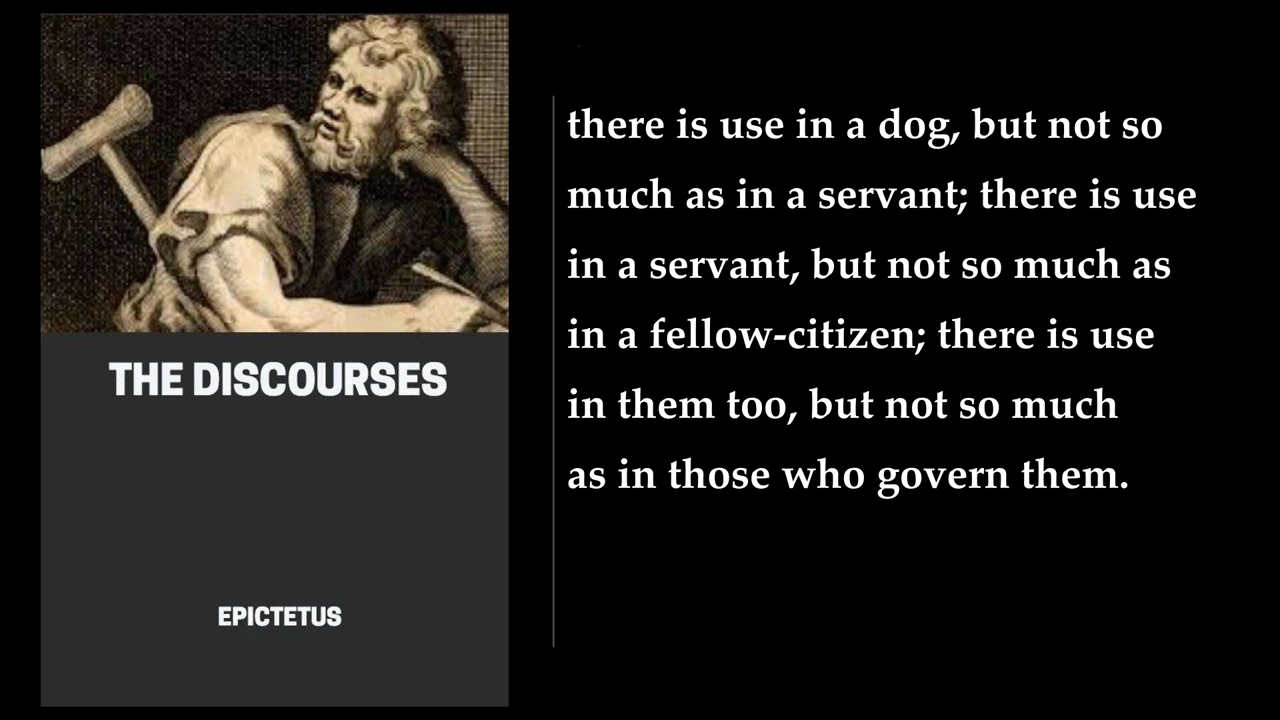 THE DISCOURSES
EPICTETUS
there is use in a dog, but not so
much as in a servant; there is use
in a servant, but not so much as
in a fellow-citizen; there is use
in them too, but not so much
as in those who govern them.